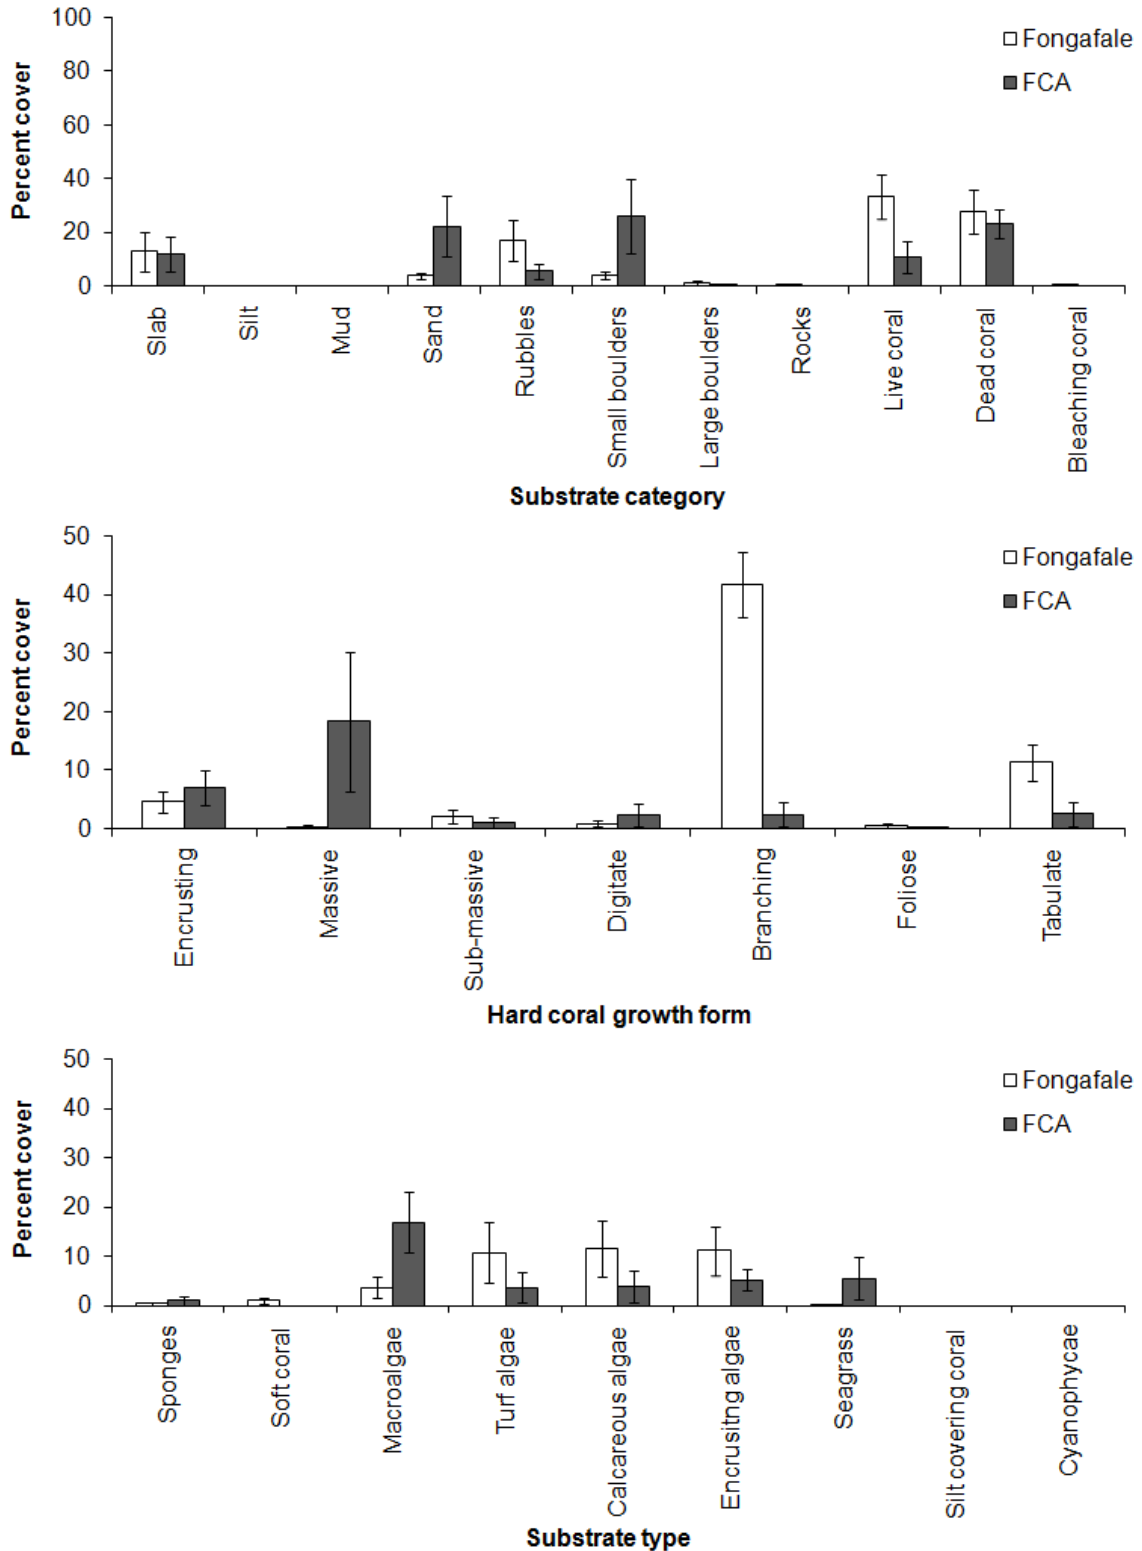 Percent cover
100
80
60
40
20
0
Fongafale
FCA
Slab
Silt
Mud
Sand
Rubbles
Small boulders
Large boulders
Rocks
Live coral
Dead coral
Bleaching coral
Substrate category
Percent cover
50
40
30
20
10
0
Fongafale
FCA
Encrusting
Massive
Sub-massive
Digitate
Branching
Foliose
Tabulate
Hard coral growth form
Percent cover
50
40
30
20
10
0
Fongafale
FCA
Sponges
Soft coral
Macroalgae
Turf algae
Calcareous algae
Encrusitng algae
Seagrass
Silt covering coral
Cyanophycae
Substrate type